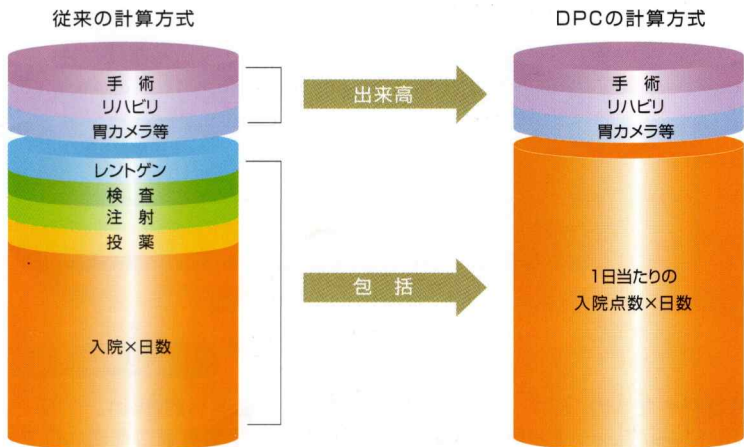 従来の計算方式
手術
リハビリ
胃カメラ等
レントゲン
検査
注射
投薬
入院×日数
出来高
包括
DPCの計算方式
手術
リハビリ
胃カメラ等
1日当たりの
入院点数×日数